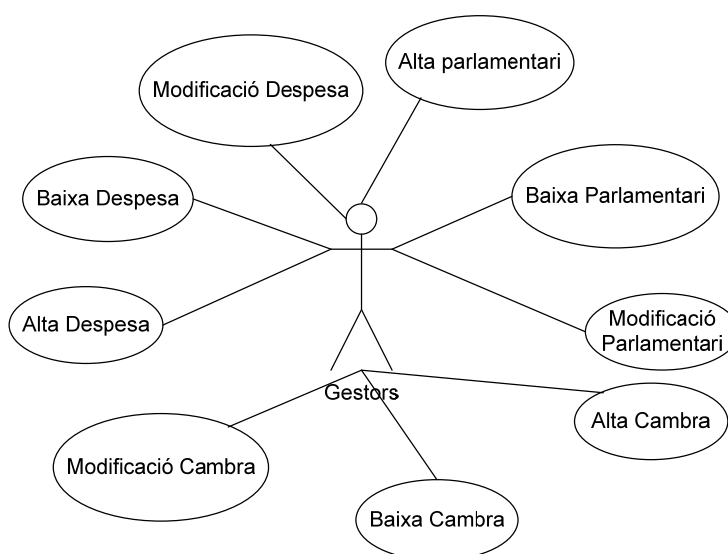 Alta parlamentari
Modificació Despesa
Baixa Despesa
Baixa Parlamentari
Alta Despesa
Modificació
Parlamentari
Gestors
Alta Cambra
Modificació Cambra
Baixa Cambra